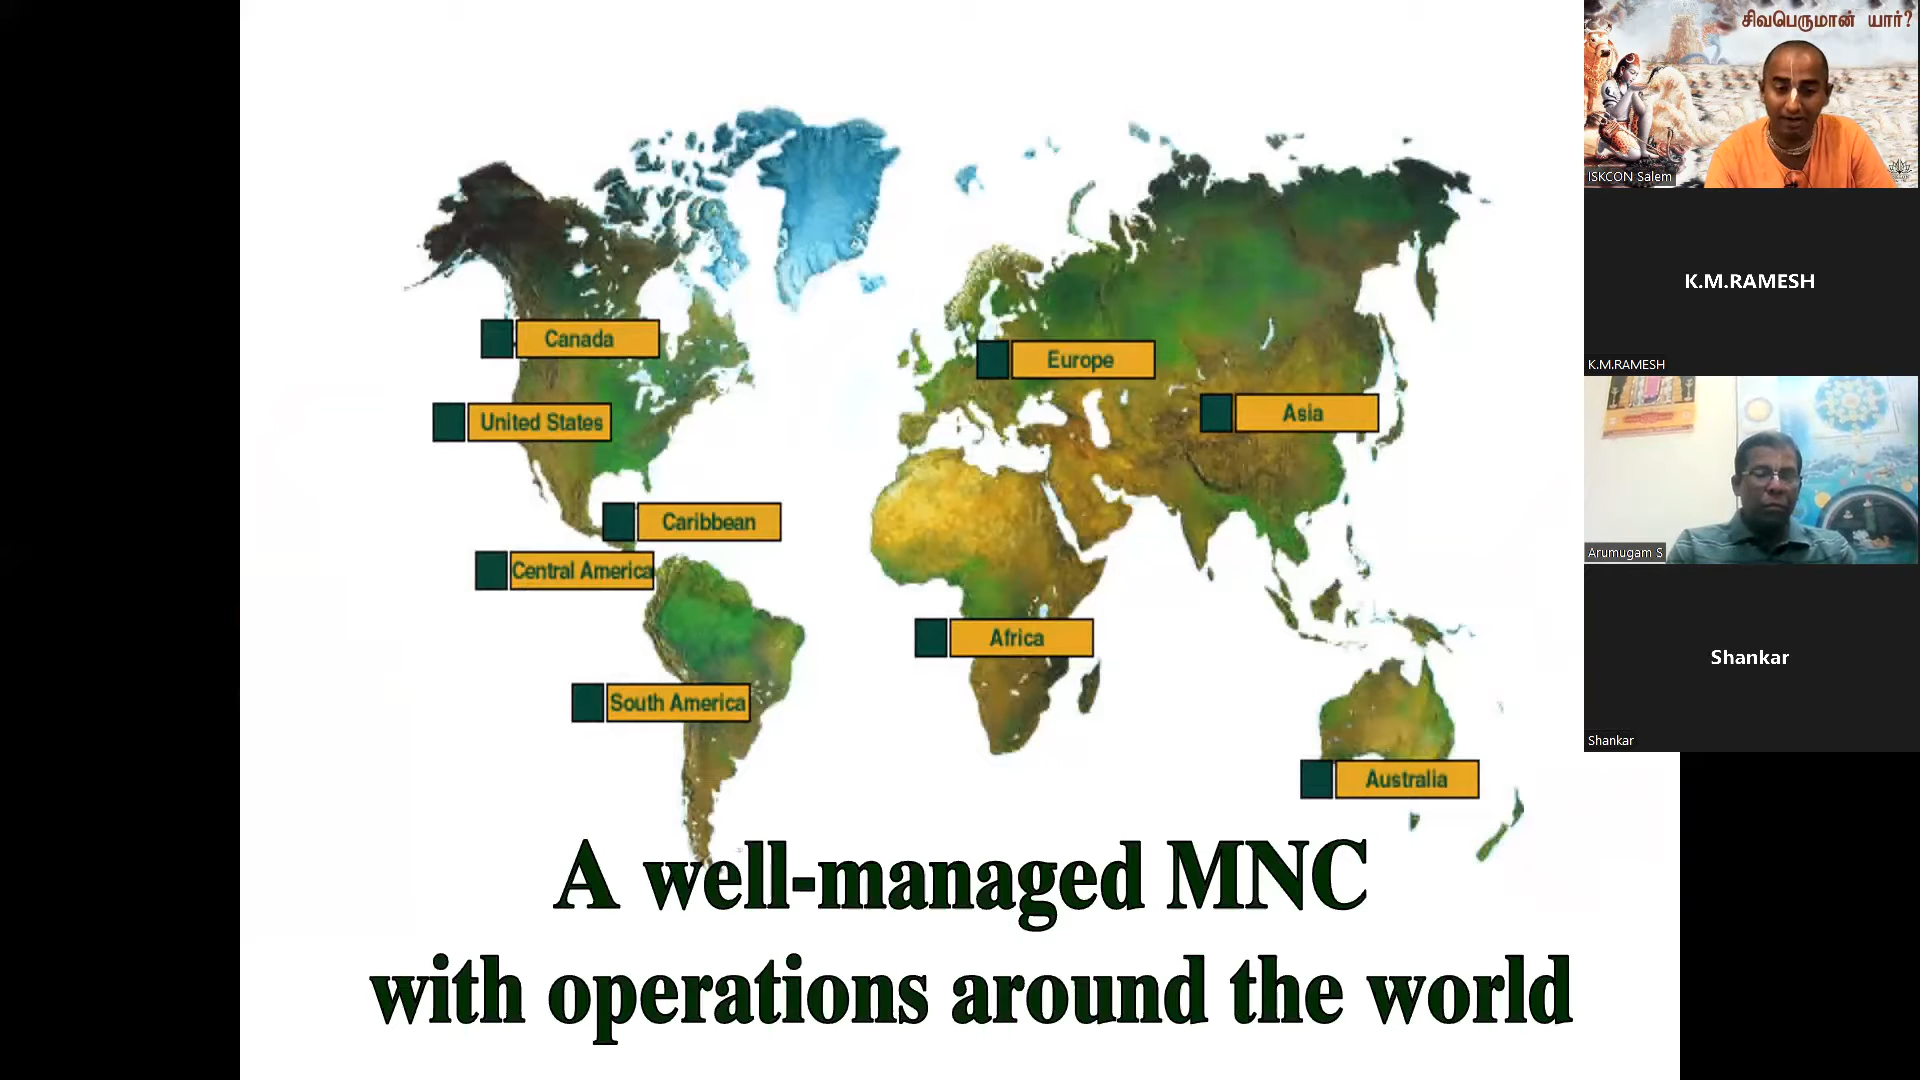 Canada
United States
Caribbean
Central America
South America
Europe
Asia
Africa
Australia
A well-managed MNC
with operations around the world
சிவபெருமான் யார்?
ISKCON Salem
K.M.RAMESH
K.M.RAMESH
Arumugam S
Shankar
Shankar